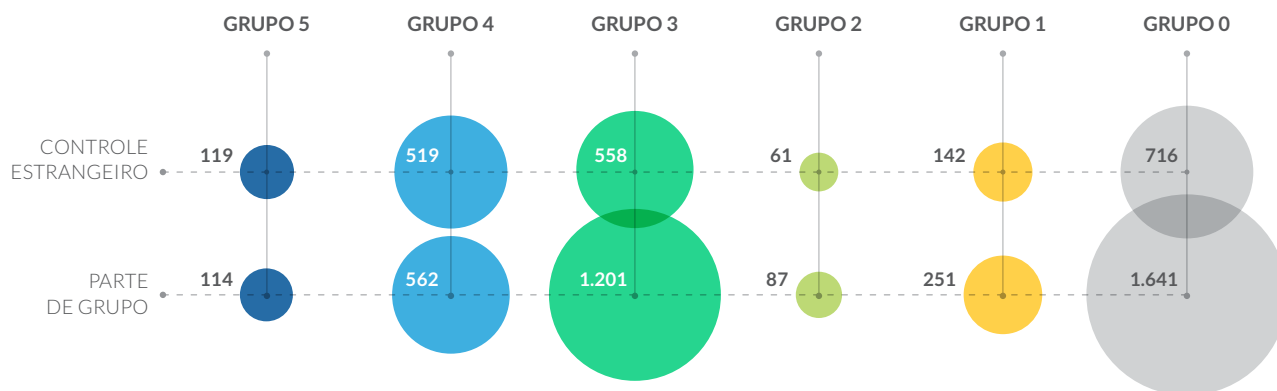 GRUPO 5 GRUPO 4 GRUPO 3 GRUPO 2 GRUPO 1 GRUPO 0
CONTROLE
ESTRANGEIRO
119 519 558 61 142 716
PARTE
DE GRUPO
114 562 1.201 87 251 1.641